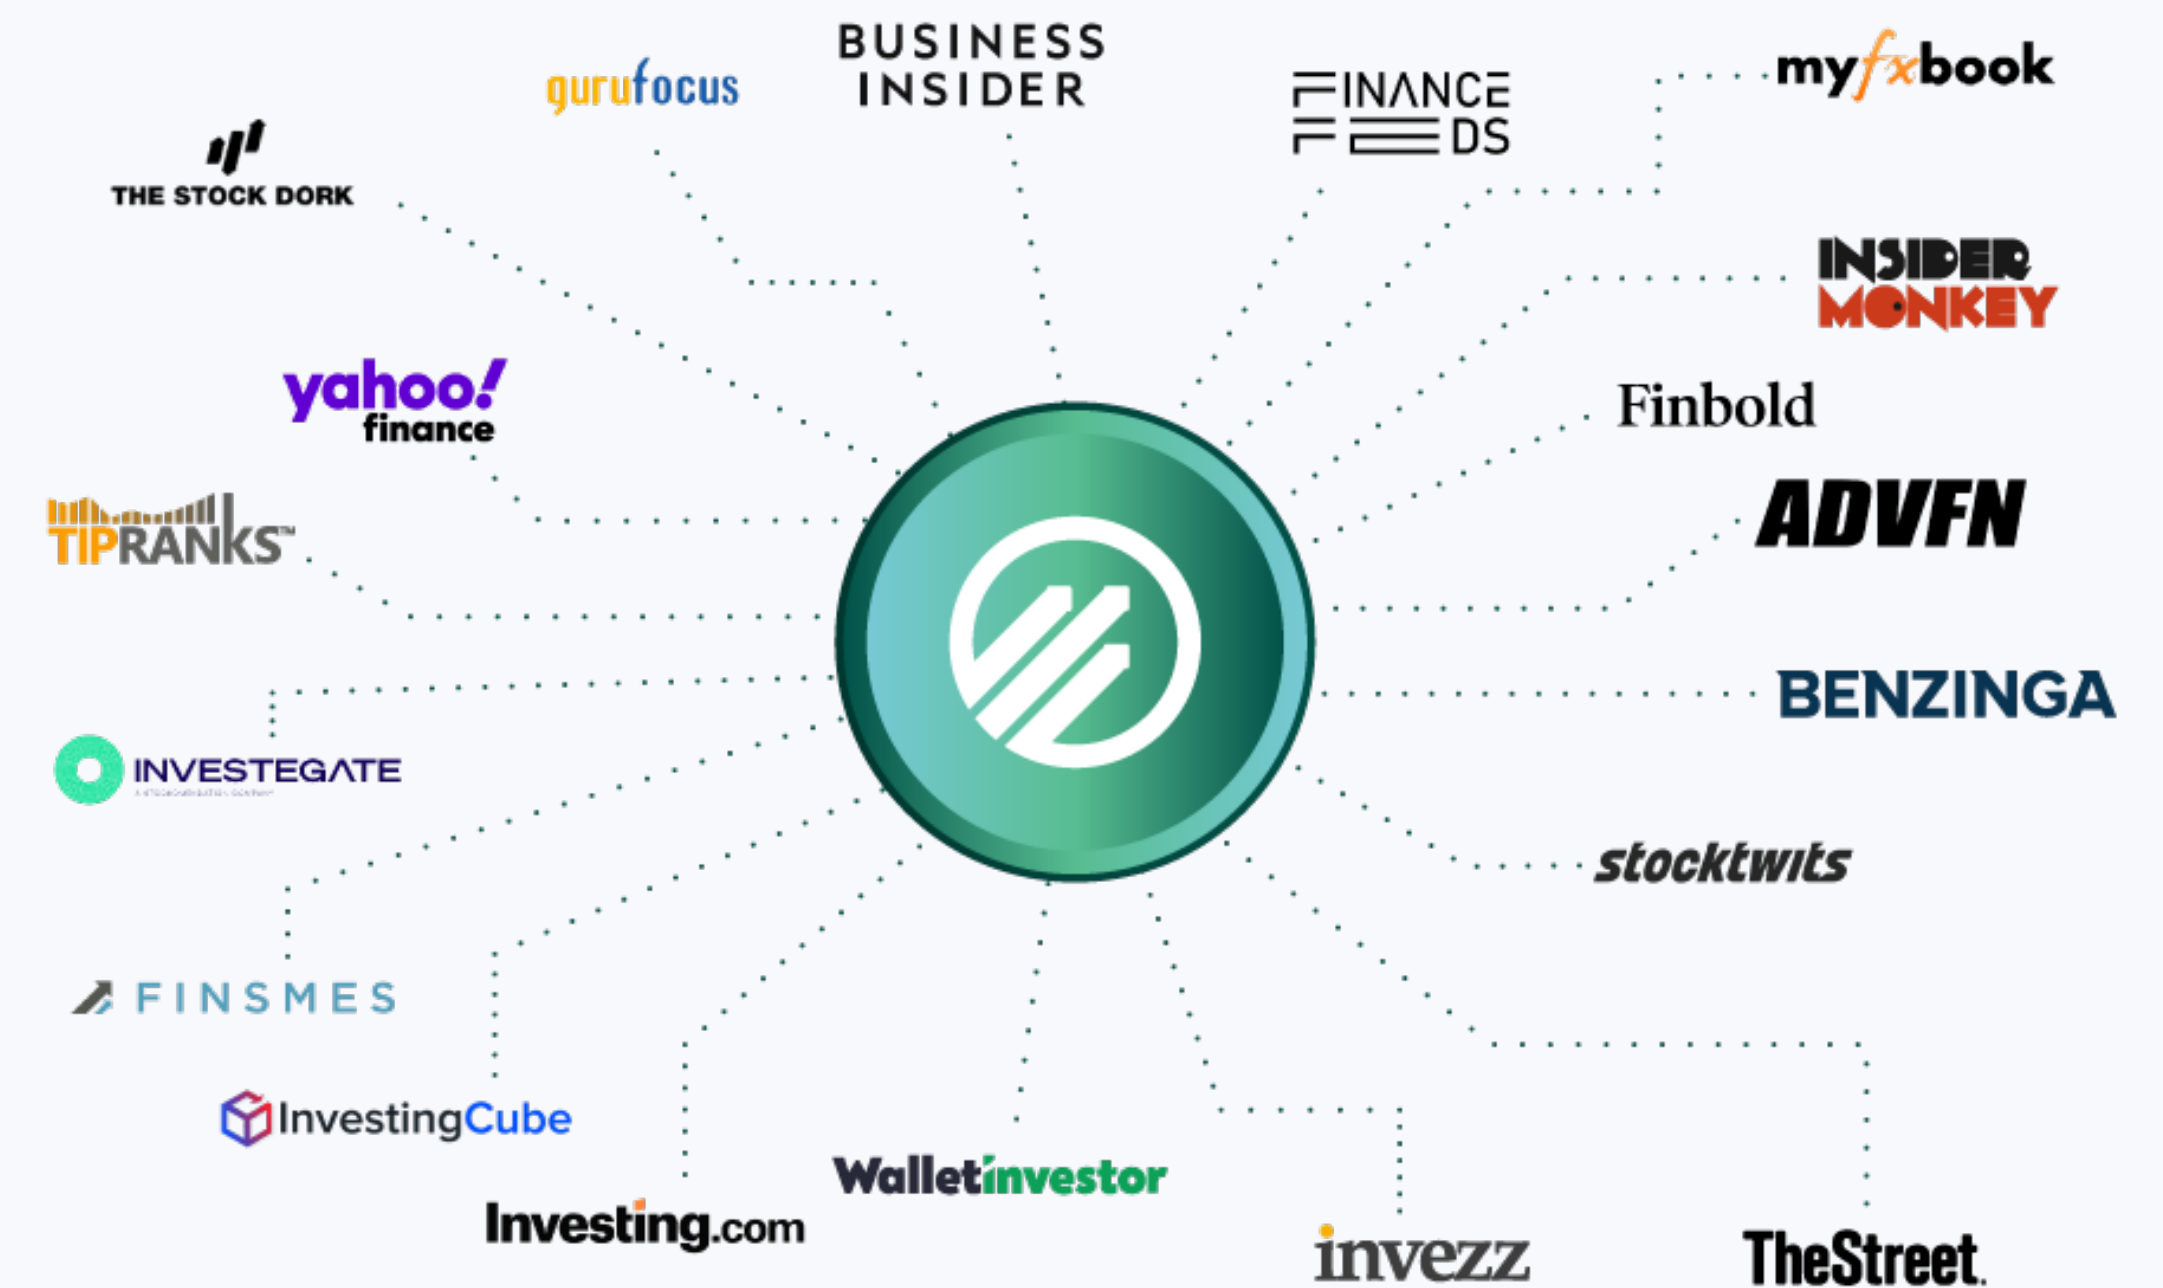 BUSINESS
INSIDER
gurufocus
FINANCE
FEEDS
myfxbook
THE STOCK DORK
INSIDER
MONKEY
yahoo!
finance
Finbold
TIPRANKS™
ADVFN
BENZINGA
INVESTEGATE
stocktwits
FINSMES
InvestingCube
Walletinvestor
Investing.com
invezz
TheStreet.